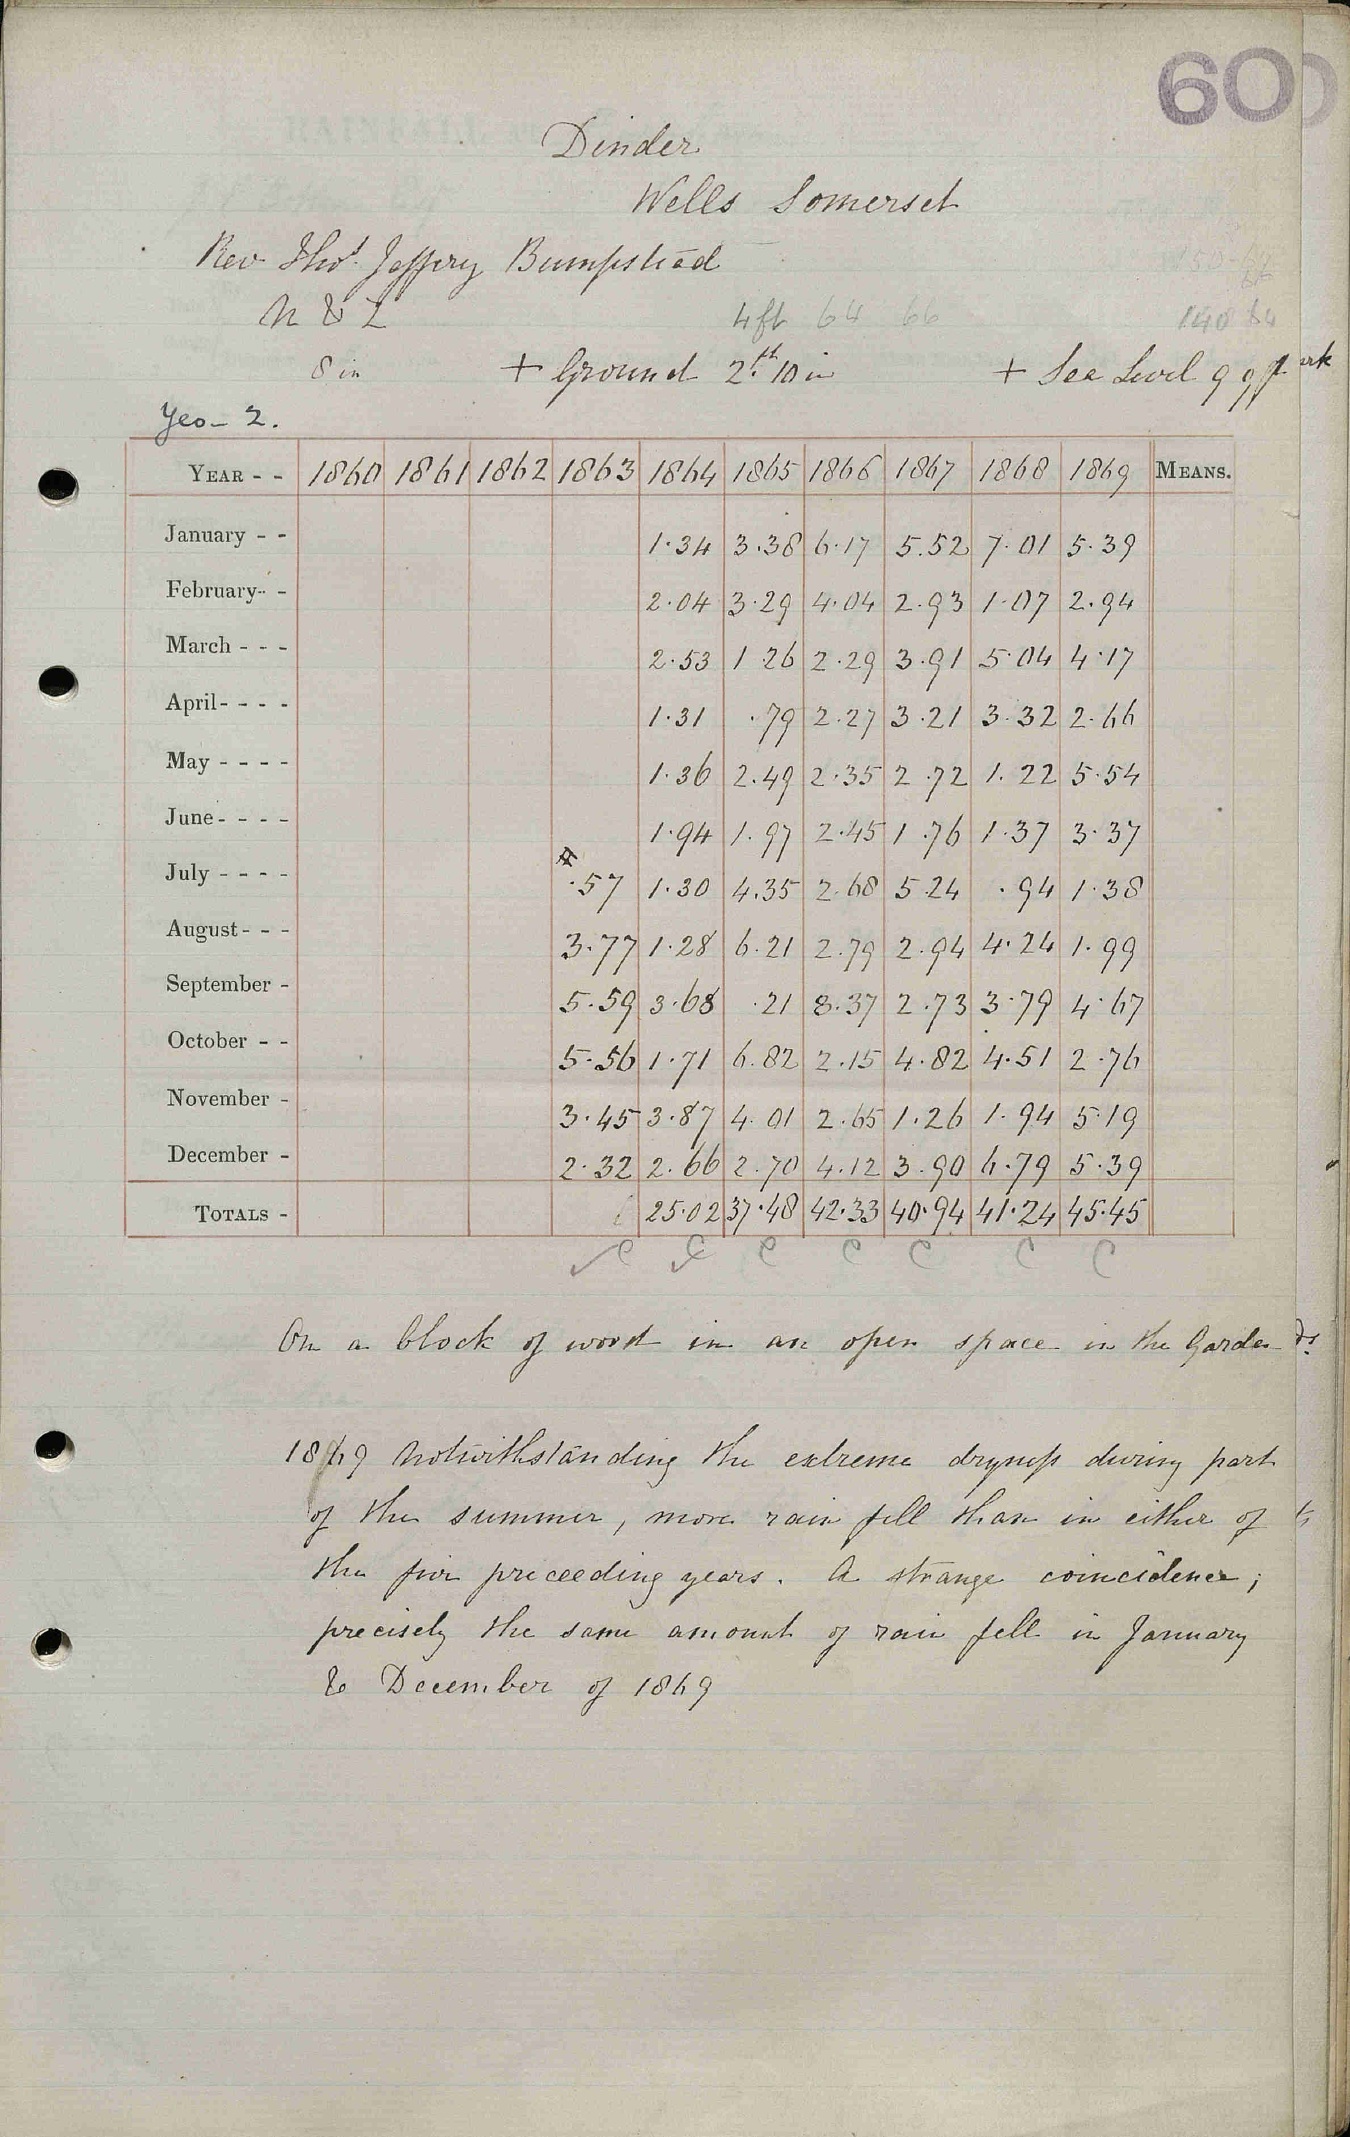 60
Dinder
Wells Somerset
Rev Thos. Jeffery Bumpstead
N & Z
4 ft 64 66
150-67
140 64
8 in + Ground 2ft 10 in + Sea Level 99 ft
Yeo - 2.
YEAR - - 1860 1861 1862 1863 1864 1865 1866 1867 1868 1869 MEANS.
January - - 1.34 3.38 6.17 5.52 7.01 5.39
February - - 2.04 3.29 4.04 2.93 1.07 2.94
March - - - 2.53 1 26 2.29 3.91 5.04 4.17
April - - - - 1.31 .79 2.27 3.21 3.32 2.66
May - - - - 1.36 2.49 2.35 2.72 1.22 5.54
June - - - - 1.94 1.97 2.45 1.76 1.37 3.37
July - - - - .57 1.30 4.35 2.68 5.24 .94 1.38
August - - - 3.77 1.28 6.21 2.79 2.94 4.24 1.99
September - 5.59 3.68 .21 8.37 2.73 3.79 4.67
October - - 5.56 1.71 6.82 2.15 4.82 4.51 2.76
November - 3.45 3.87 4.01 2.65 1.26 1.94 5.19
December - 2.32 2.66 2.70 4.12 3.90 6.79 5.39
TOTALS - 25.02 37.48 42.33 40.94 41.24 45.45
C C C C C C C
On a block of wood in an open space in the Garden
1869 Notwithstanding the extreme dryness during part
of the summer, more rain fell than in either of
the five preceeding years. A strange coincidence;
precisely the same amount of rain fell in January
& December of 1869